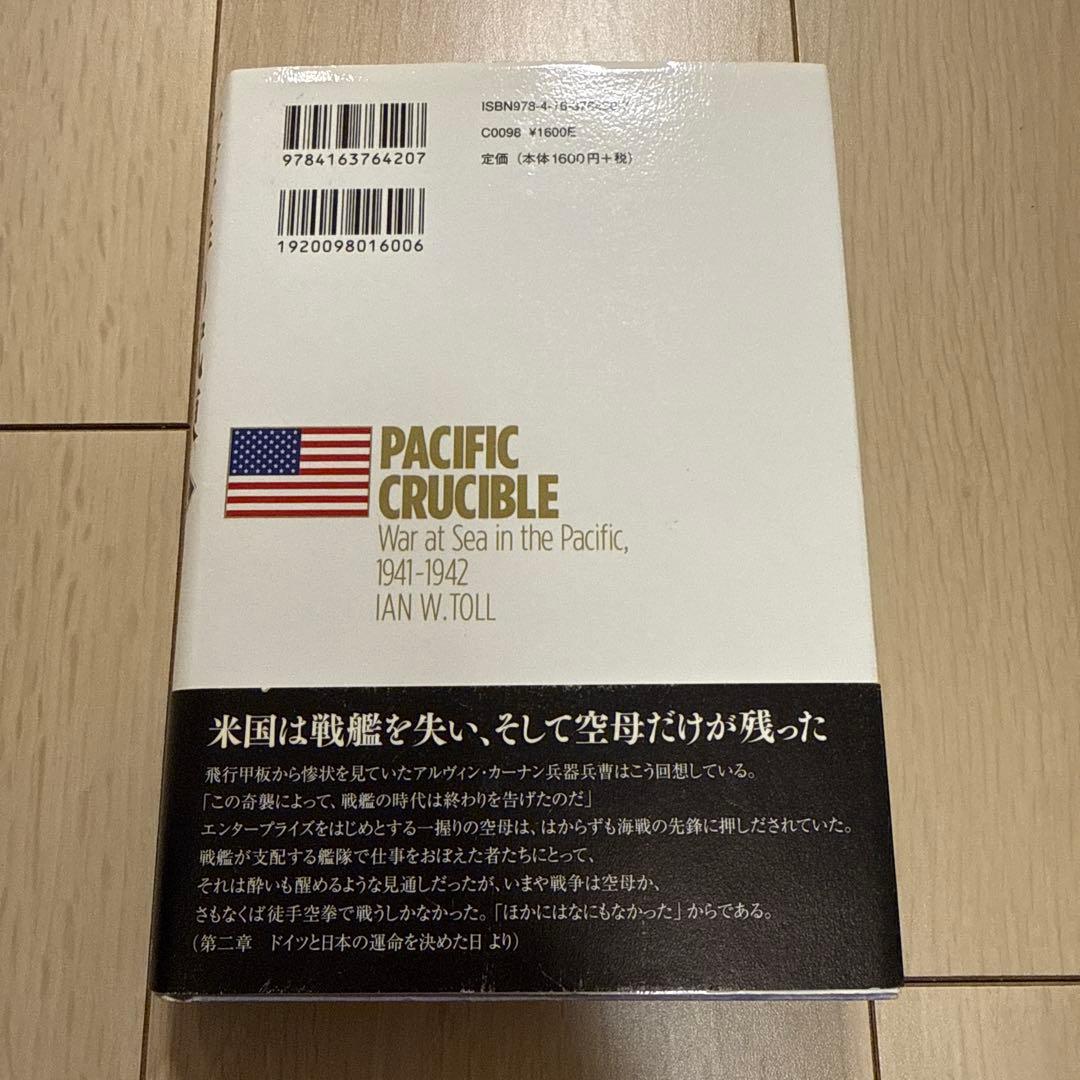 9784163764207
ISBN978-4-16-376
C0098 ¥1600E
定価（本体1600円+税）
1920098016006
PACIFIC
CRUCIBLE
War at Sea in the Pacific,
1941-1942
IAN W. TOLL
米国は戦艦を失い、そして空母だけが残った
飛行甲板から惨状を見ていたアルヴィン・カーナン兵器兵曹はこう回想している。
「この奇襲によって、戦艦の時代は終わりを告げたのだ」
エンタープライズをはじめとする一握りの空母は、はからずも海戦の先鋒に押しだされていた。
戦艦が支配する艦隊で仕事をおぼえた者たちにとって、
それは酔いも醒めるような見通しだったが、いまや戦争は空母か、
さもなくば徒手空拳で戦うしかなかった。「ほかにはなにもなかった」からである。
（第二章　ドイツと日本の運命を決めた日 より）